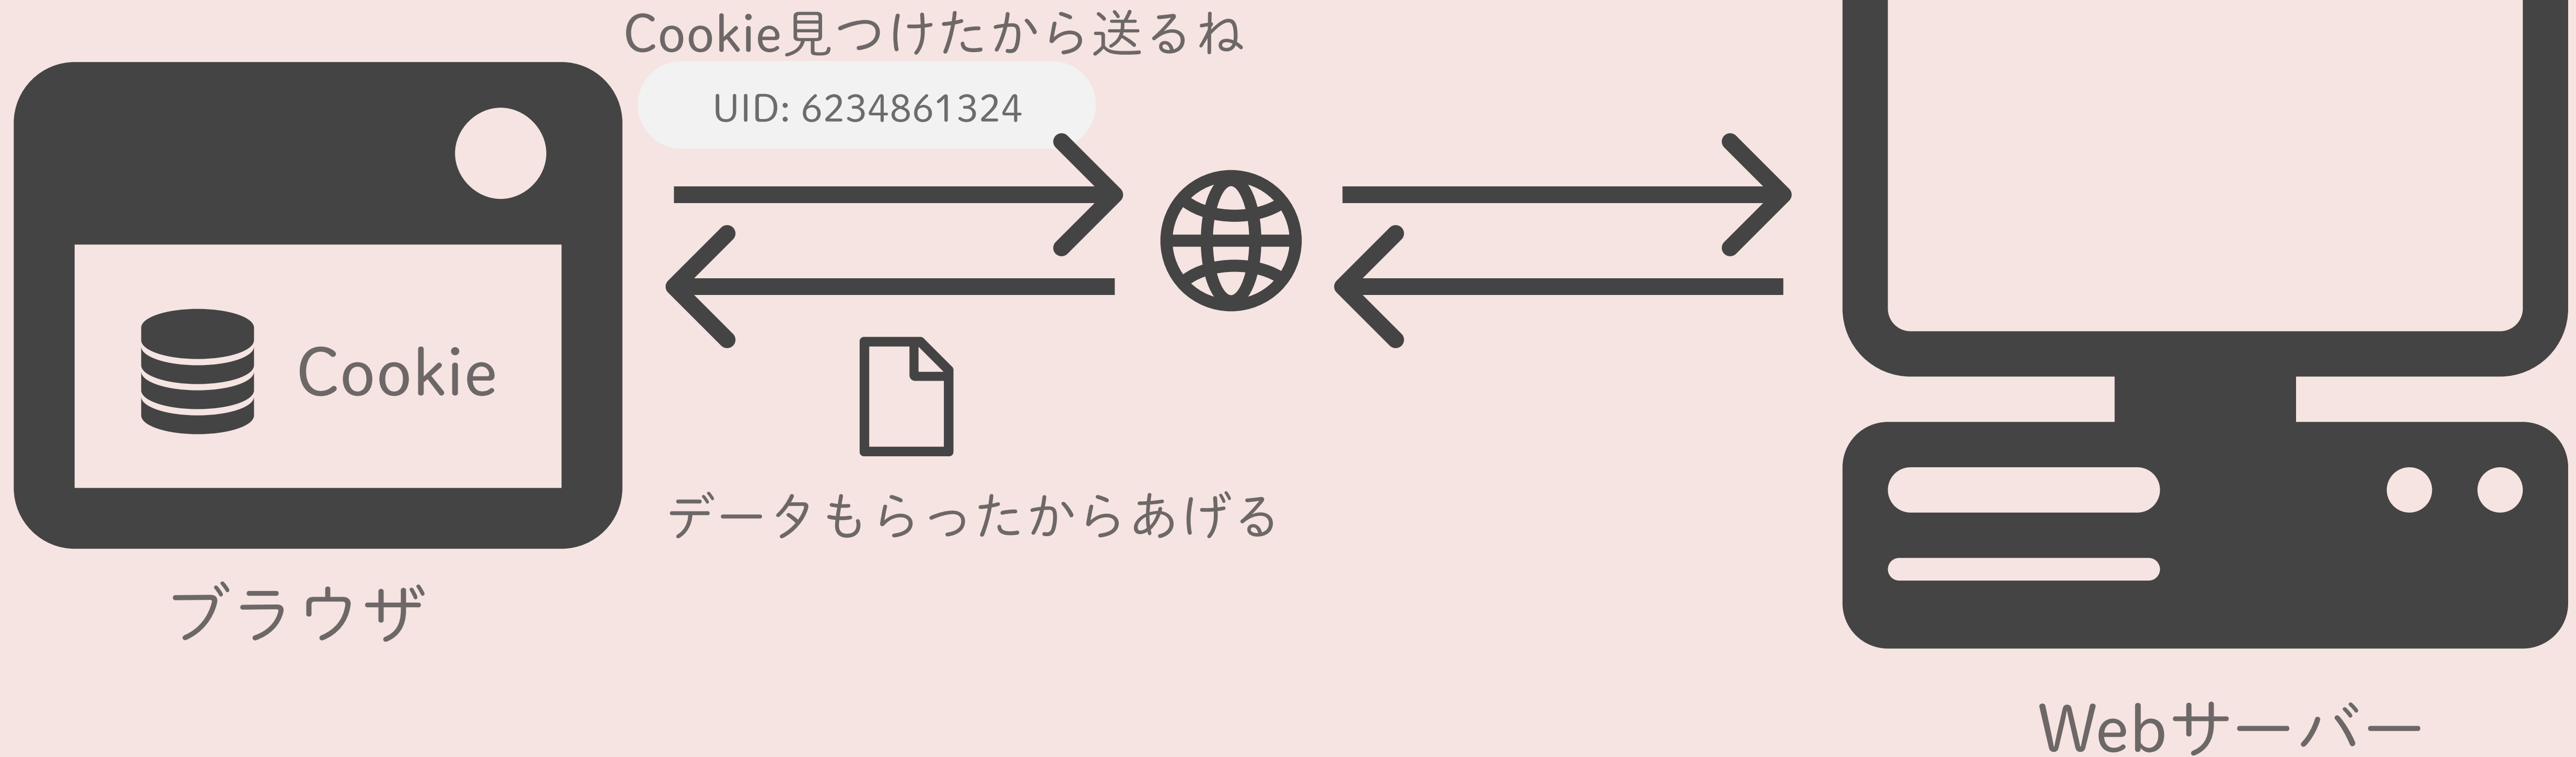 Cookie見つけたから送るね
UID: 6234861324
Cookie
データもらったからあげる
ブラウザ
Webサーバー